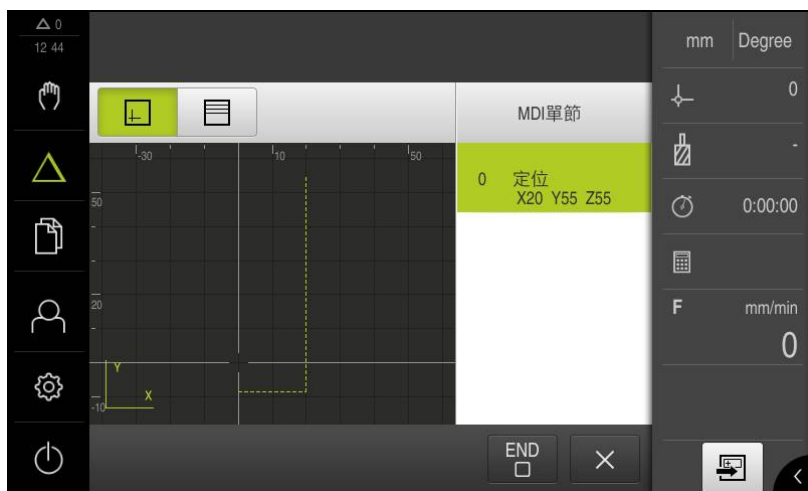 0
12 44
mm Degree
0
-
0:00:00
F mm/min
0
MDI單節
0 定位
X20 Y55 Z55
-30 10 50
50
20
-10
Y
X
END